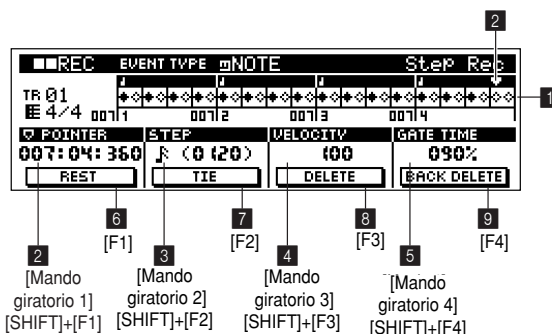 2
■■REC EVENT TYPE NOTE Step Rec
TR 01
4/4 007|1 007|2 007|3 007|4
1
POINTER STEP VELOCITY GATE TIME
007:04:360 (0120) 100 090%
REST TIE DELETE BACK DELETE
6 7 8 9
[F1] [F2] [F3] [F4]
2 3 4 5
[Mando giratorio 1] [SHIFT]+[F1]
[Mando giratorio 2] [SHIFT]+[F2]
[Mando giratorio 3] [SHIFT]+[F3]
[Mando giratorio 4] [SHIFT]+[F4]